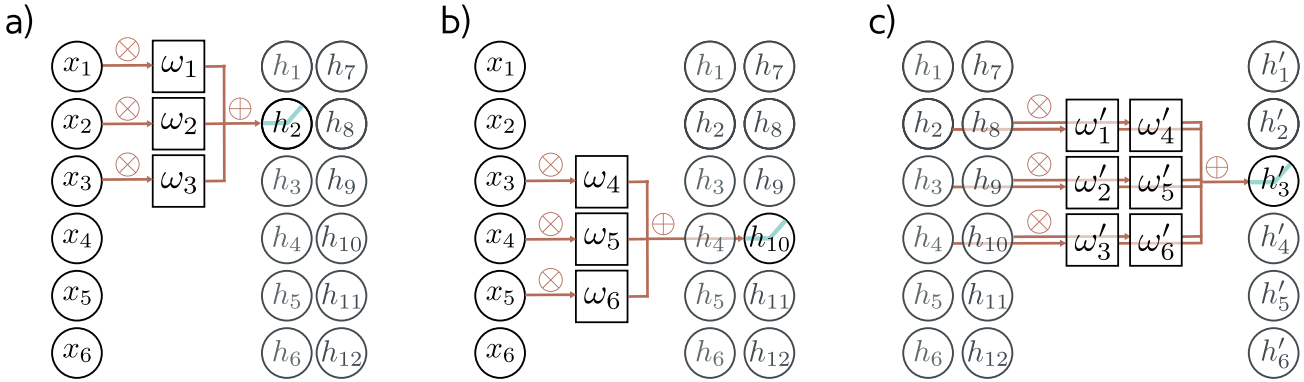 a) b) c)
x₁ ⊗ ω₁ h₁ h₇ x₁ h₁ h₇ h₁ h₇ h′₁
x₂ ⊗ ω₂ ⊕ h₂ h₈ x₂ h₂ h₈ h₂ h₈ ⊗ ω′₁ ω′₄ h′₂
x₃ ⊗ ω₃ h₃ h₉ x₃ ⊗ ω₄ h₃ h₉ h₃ h₉ ⊗ ω′₂ ω′₅ ⊕ h′₃
x₄ h₄ h₁₀ x₄ ⊗ ω₅ ⊕ h₄ h₁₀ h₄ h₁₀ ⊗ ω′₃ ω′₆ h′₄
x₅ h₅ h₁₁ x₅ ⊗ ω₆ h₅ h₁₁ h₅ h₁₁ h′₅
x₆ h₆ h₁₂ x₆ h₆ h₁₂ h₆ h₁₂ h′₆